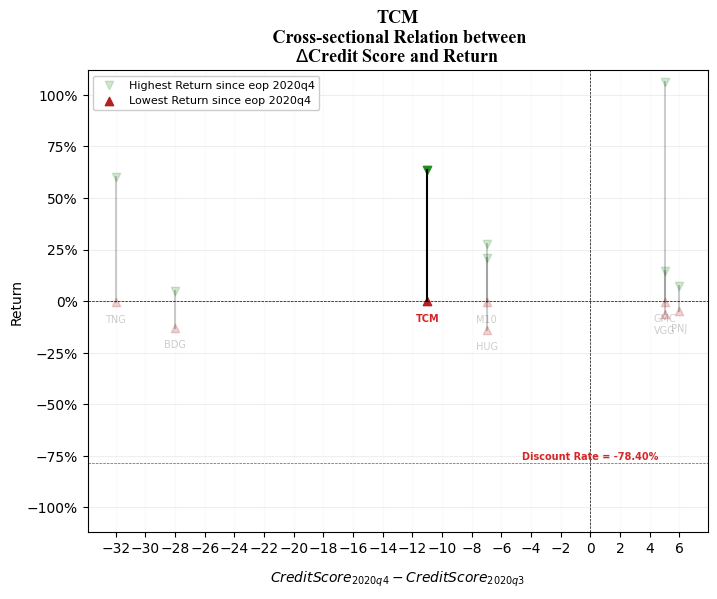 TCM
Cross-sectional Relation between
ΔCredit Score and Return
Highest Return since eop 2020q4
Lowest Return since eop 2020q4
100%
75%
50%
25%
0%
−25%
−50%
−75%
−100%
Return
TNG
BDG
TCM
M10
HUG
GMC
VGG
PNJ
Discount Rate = -78.40%
−32 −30 −28 −26 −24 −22 −20 −18 −16 −14 −12 −10 −8 −6 −4 −2 0 2 4 6
CreditScore2020q4 − CreditScore2020q3